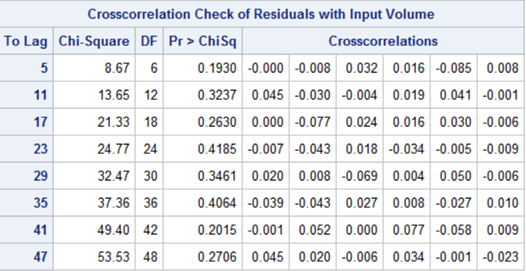 Crosscorrelation Check of Residuals with Input Volume
To Lag Chi-Square DF Pr > ChiSq Crosscorrelations
5 8.67 6 0.1930 -0.000 -0.008 0.032 0.016 -0.085 0.008
11 13.65 12 0.3237 0.045 -0.030 -0.004 0.019 0.041 -0.001
17 21.33 18 0.2630 0.000 -0.077 0.024 0.016 0.030 -0.006
23 24.77 24 0.4185 -0.007 -0.043 0.018 -0.034 -0.005 -0.009
29 32.47 30 0.3461 0.020 0.008 -0.069 0.004 0.050 -0.006
35 37.36 36 0.4064 -0.039 -0.043 0.027 0.008 -0.027 0.010
41 49.40 42 0.2015 -0.001 0.052 0.000 0.077 -0.058 0.009
47 53.53 48 0.2706 0.045 0.020 -0.006 0.034 -0.001 -0.023